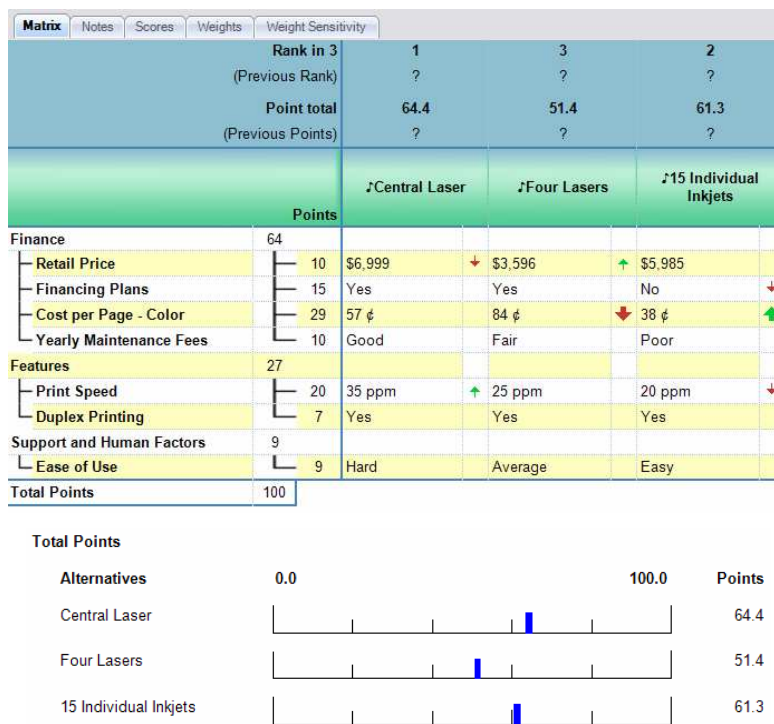 Matrix Notes Scores Weights Weight Sensitivity
Rank in 3 1 3 2
(Previous Rank) ? ? ?
Point total 64.4 51.4 61.3
(Previous Points) ? ? ?
Points ♪Central Laser ♪Four Lasers ♪15 Individual
Inkjets
Finance 64
Retail Price 10 $6,999 $3,596 $5,985
Financing Plans 15 Yes Yes No
Cost per Page - Color 29 57 ¢ 84 ¢ 38 ¢
Yearly Maintenance Fees 10 Good Fair Poor
Features 27
Print Speed 20 35 ppm 25 ppm 20 ppm
Duplex Printing 7 Yes Yes Yes
Support and Human Factors 9
Ease of Use 9 Hard Average Easy
Total Points 100
Total Points
Alternatives 0.0 100.0 Points
Central Laser 64.4
Four Lasers 51.4
15 Individual Inkjets 61.3